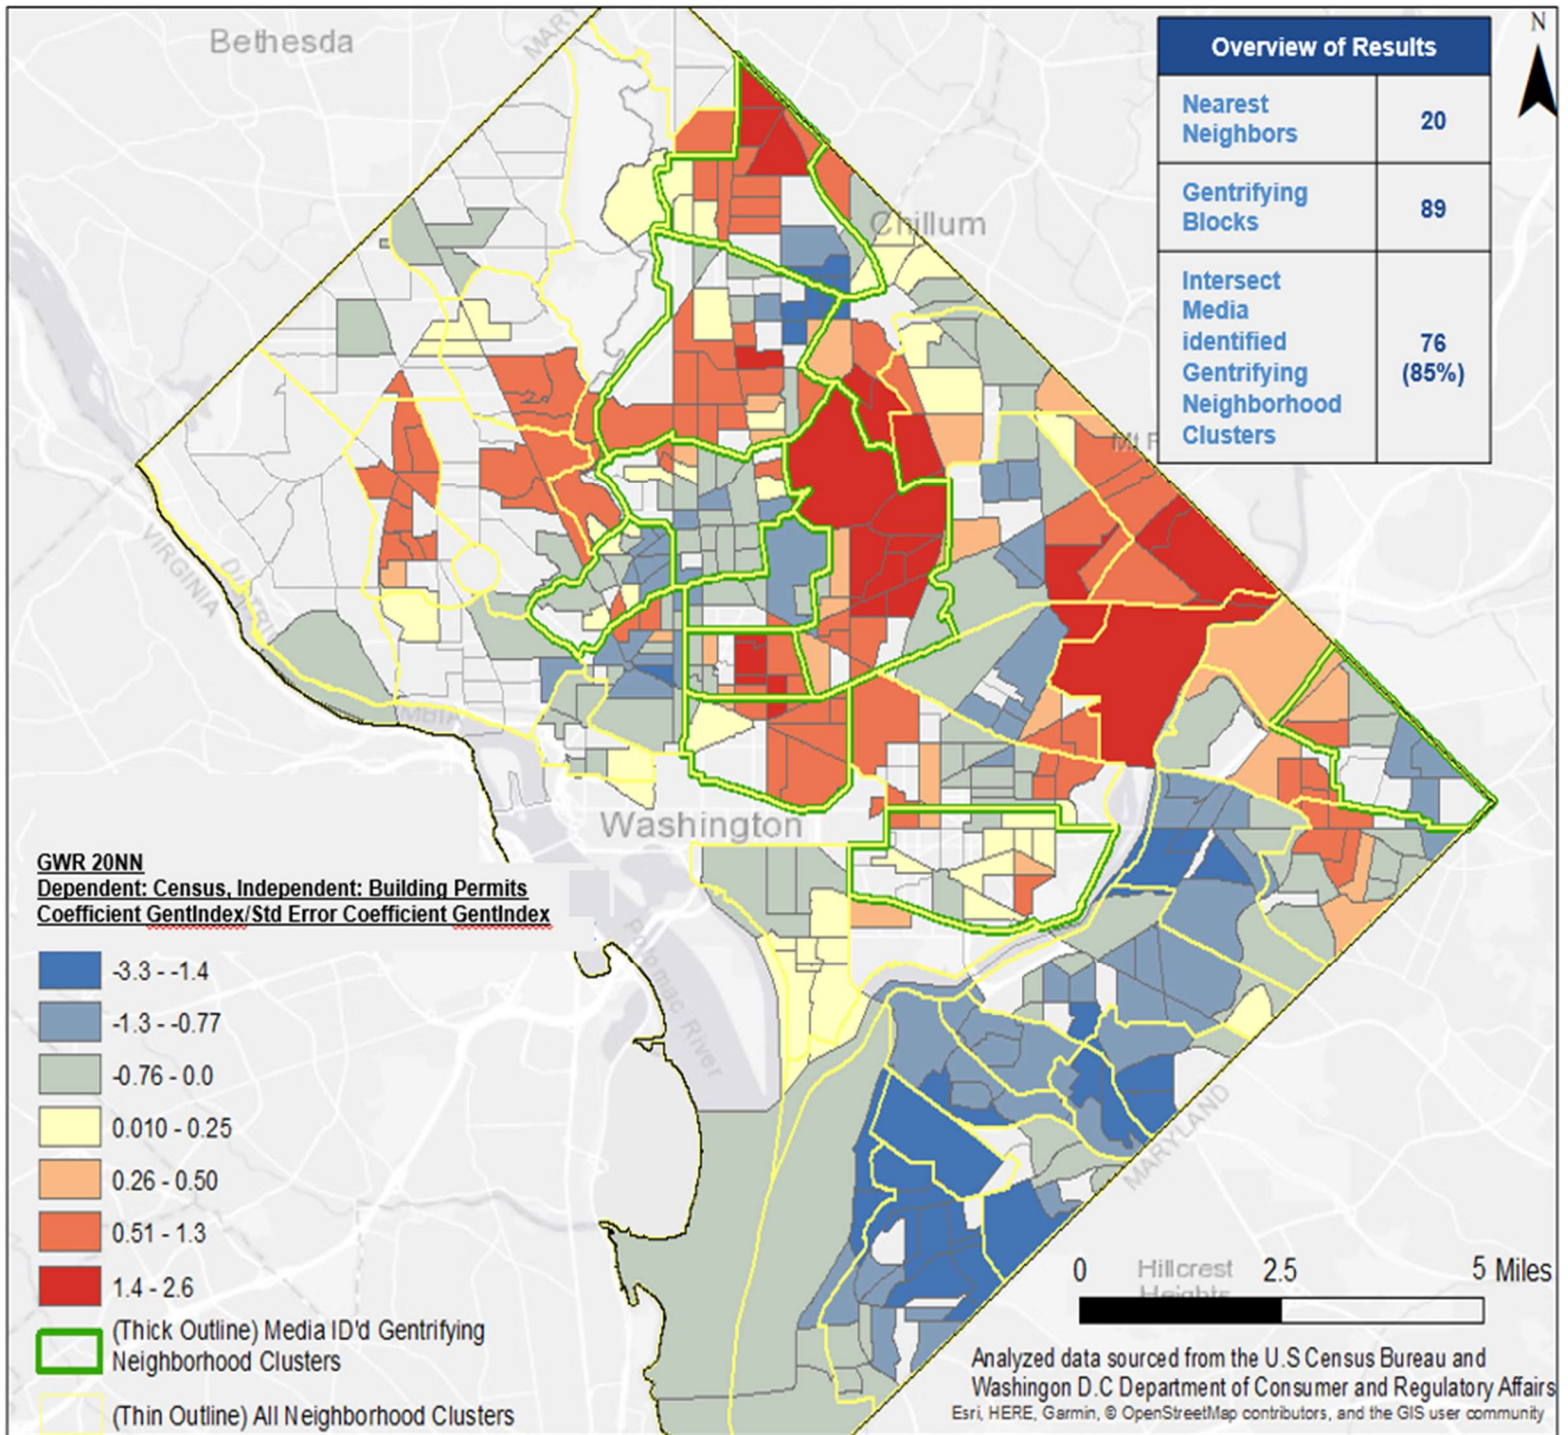 Bethesda
MARY
N
Overview of Results
Nearest
Neighbors
20
Gentrifying
Blocks
89
Intersect
Media
identified
Gentrifying
Neighborhood
Clusters
76
(85%)
Chillum
VIRGINIA
MBIA
Washington
Potomac River
MARYLAND
GWR 20NN
Dependent: Census, Independent: Building Permits
Coefficient GentIndex/Std Error Coefficient GentIndex
-3.3 - -1.4
-1.3 - -0.77
-0.76 - 0.0
0.010 - 0.25
0.26 - 0.50
0.51 - 1.3
1.4 - 2.6
(Thick Outline) Media ID'd Gentrifying
Neighborhood Clusters
(Thin Outline) All Neighborhood Clusters
0 2.5 5 Miles
Hillcrest
Heights
Analyzed data sourced from the U.S Census Bureau and
Washingon D.C Department of Consumer and Regulatory Affairs
Esri, HERE, Garmin, © OpenStreetMap contributors, and the GIS user community